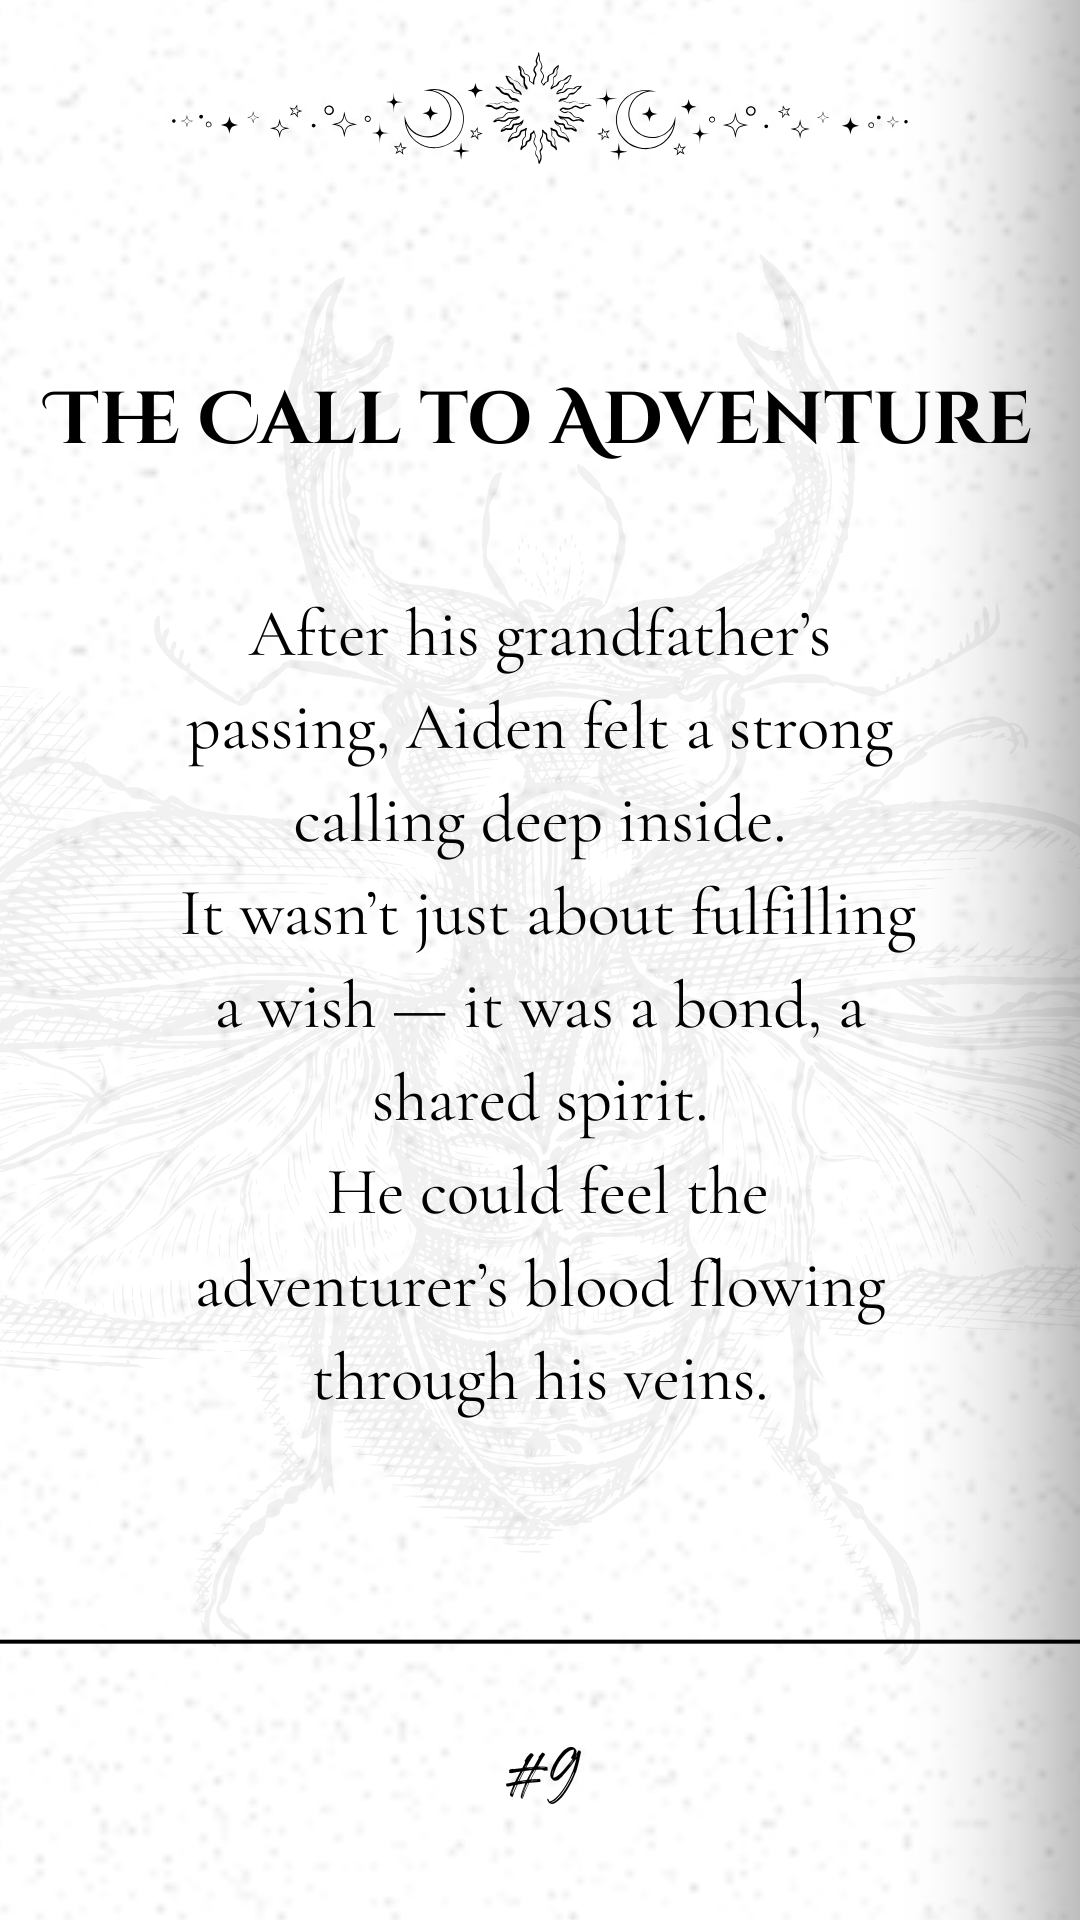 The Call to Adventure
After his grandfather’s
passing, Aiden felt a strong
calling deep inside.
It wasn’t just about fulfilling
a wish — it was a bond, a
shared spirit.
He could feel the
adventurer’s blood flowing
through his veins.
#9